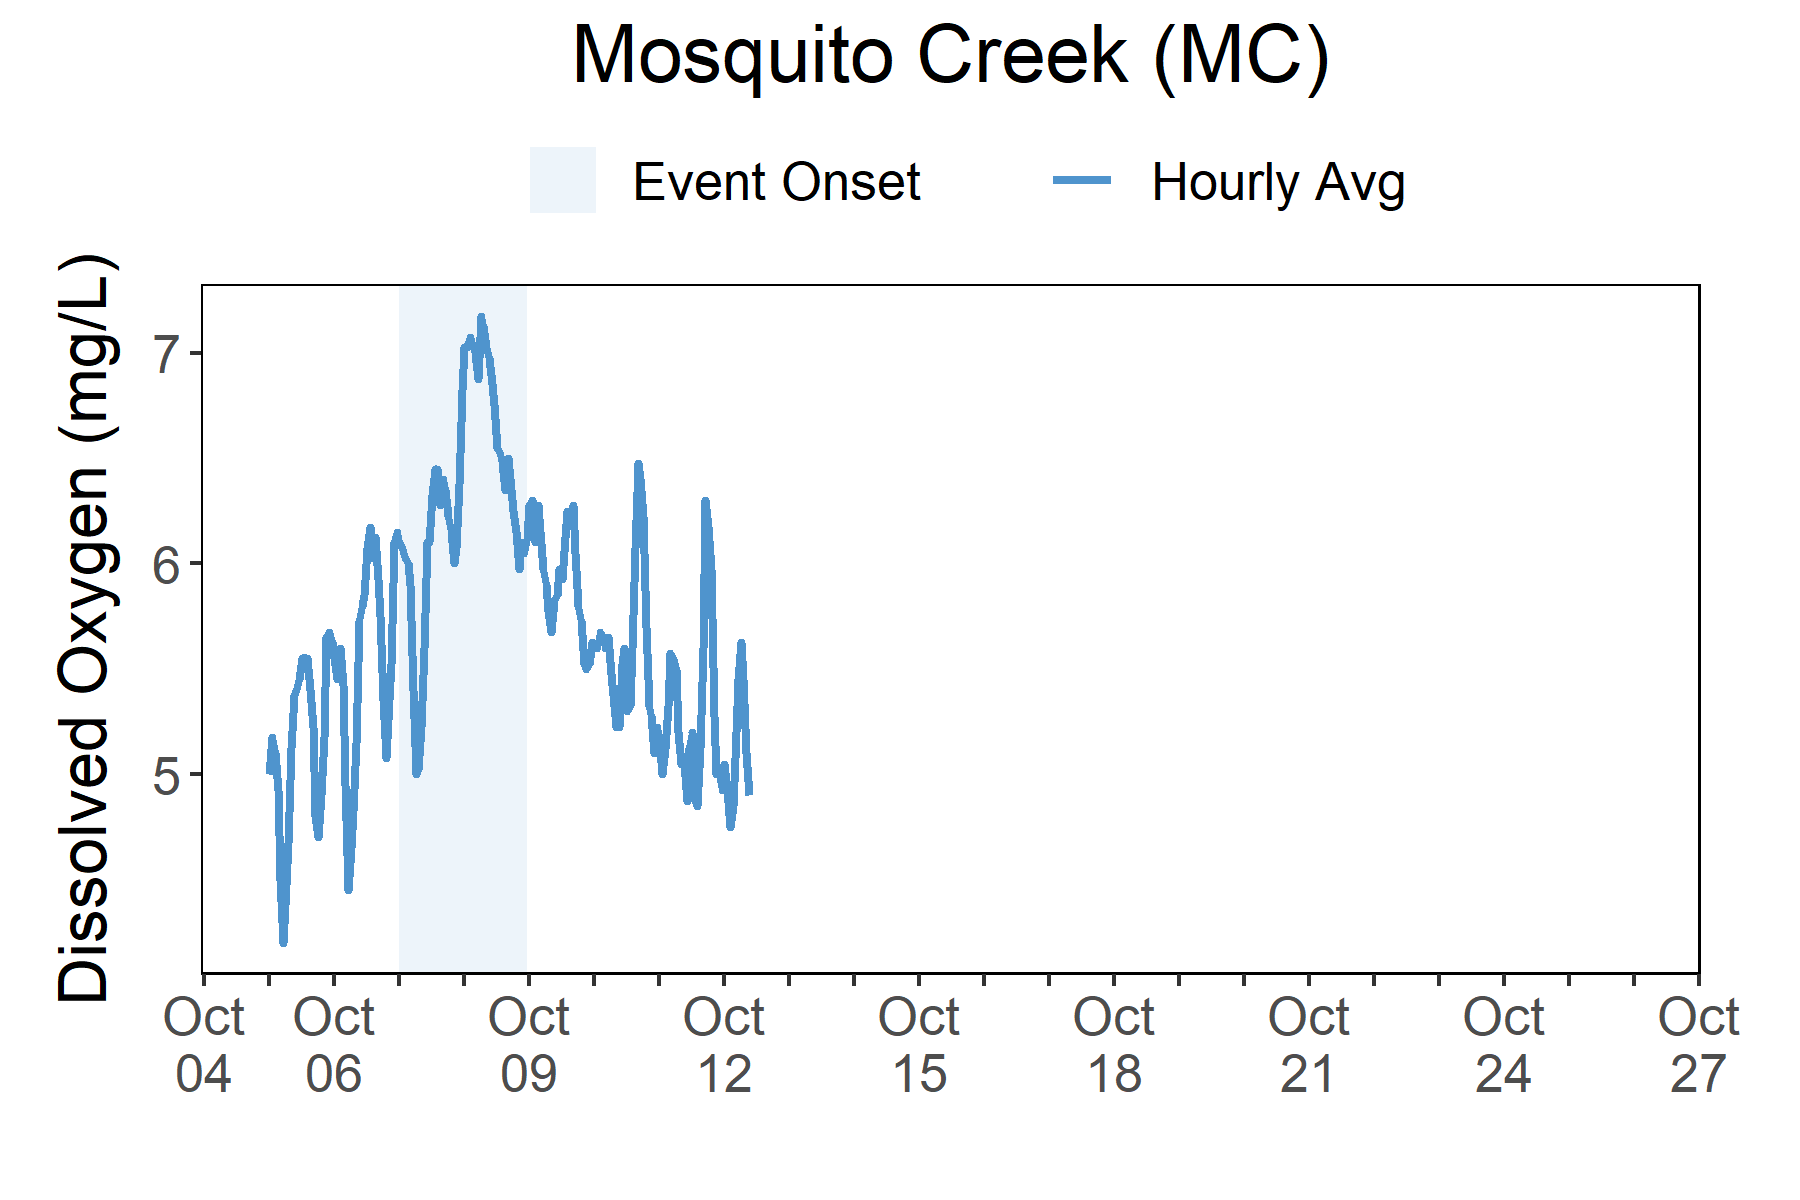 Mosquito Creek (MC)
Event Onset
Hourly Avg
Dissolved Oxygen (mg/L)
7
6
5
Oct 04
Oct 06
Oct 09
Oct 12
Oct 15
Oct 18
Oct 21
Oct 24
Oct 27